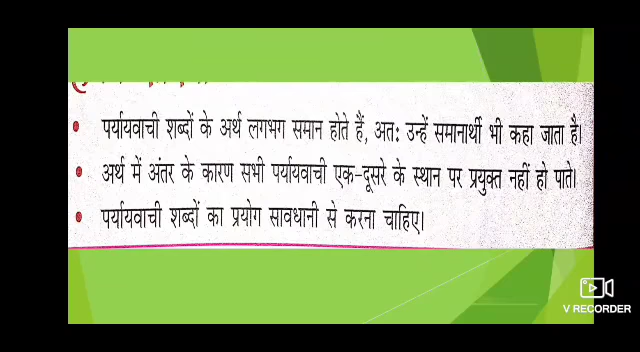 • पर्यायवाची शब्दों के अर्थ लगभग समान होते हैं, अत: उन्हें समानार्थी भी कहा जाता है।
• अर्थ में अंतर के कारण सभी पर्यायवाची एक-दूसरे के स्थान पर प्रयुक्त नहीं हो पाते।
• पर्यायवाची शब्दों का प्रयोग सावधानी से करना चाहिए।
V RECORDER